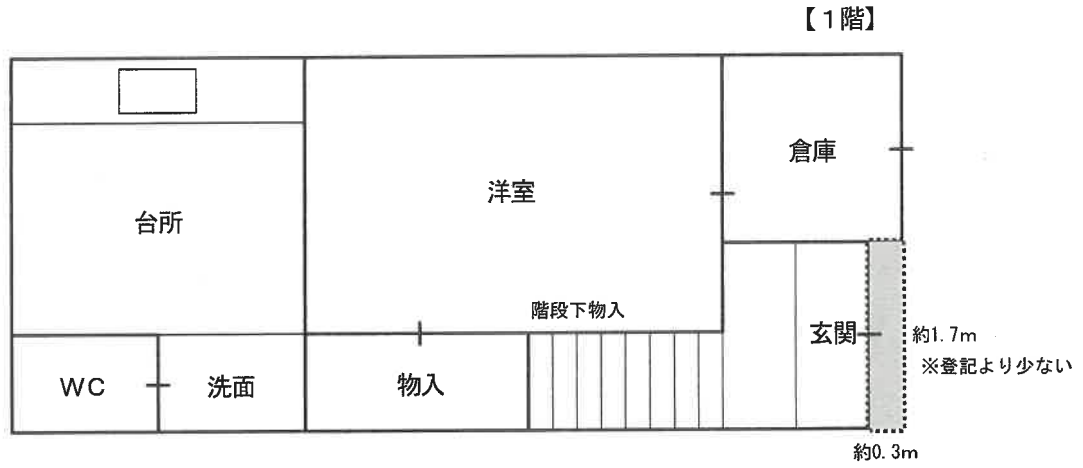 【1階】
倉庫
洋室
台所
階段下物入
玄関
約1.7m
※登記より少ない
WC
洗面
物入
約0.3m